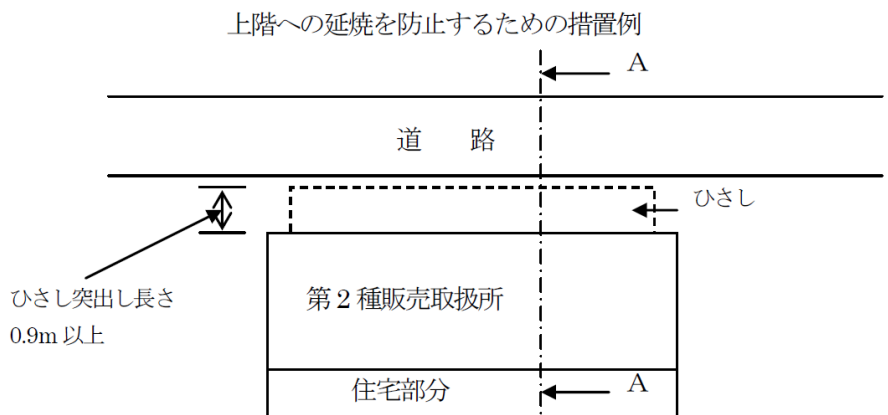 上階への延焼を防止するための措置例
A
道　　路
ひさし
ひさし突出し長さ
0.9m 以上
第２種販売取扱所
住宅部分
A